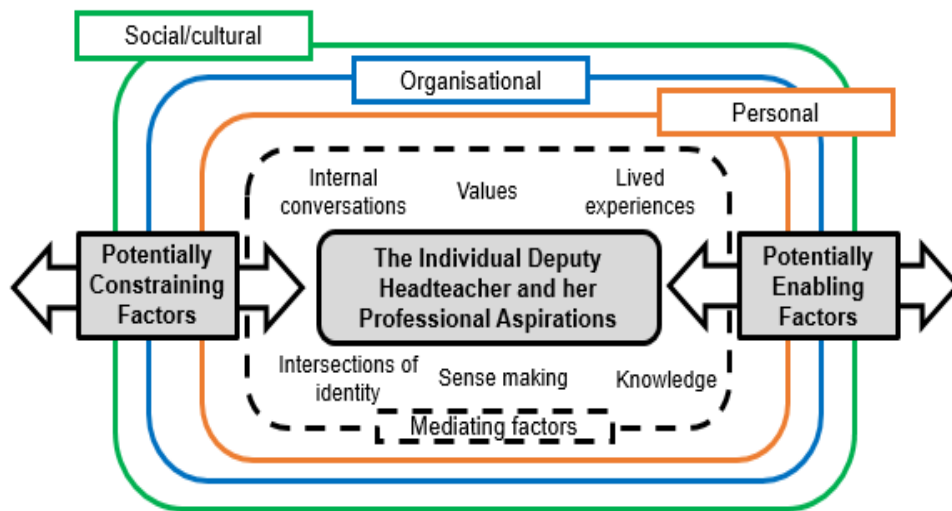 Social/cultural
Organisational
Personal
Internal
conversations
Values
Lived
experiences
Potentially
Constraining
Factors
The Individual Deputy
Headteacher and her
Professional Aspirations
Potentially
Enabling
Factors
Intersections of
identity
Sense making
Knowledge
Mediating factors